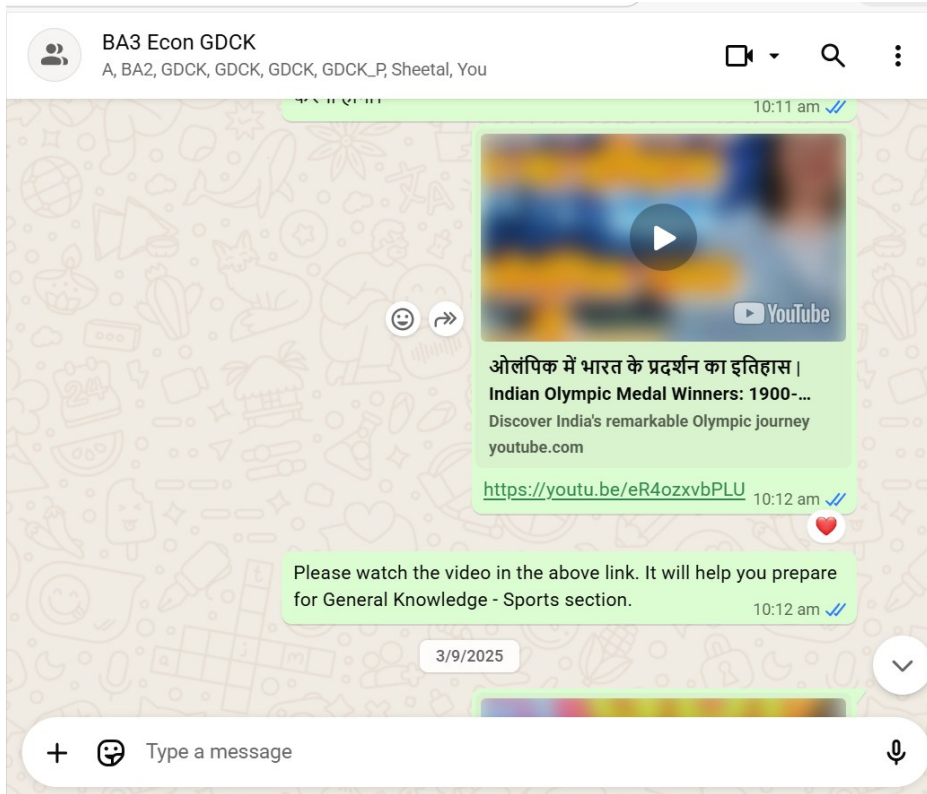 BA3 Econ GDCK
A, BA2, GDCK, GDCK, GDCK, GDCK_P, Sheetal, You
10:11 am
YouTube
ओलंपिक में भारत के प्रदर्शन का इतिहास |
Indian Olympic Medal Winners: 1900-...
Discover India's remarkable Olympic journey
youtube.com
https://youtu.be/eR4ozxvbPLU 10:12 am
Please watch the video in the above link. It will help you prepare
for General Knowledge - Sports section.
10:12 am
3/9/2025
Type a message